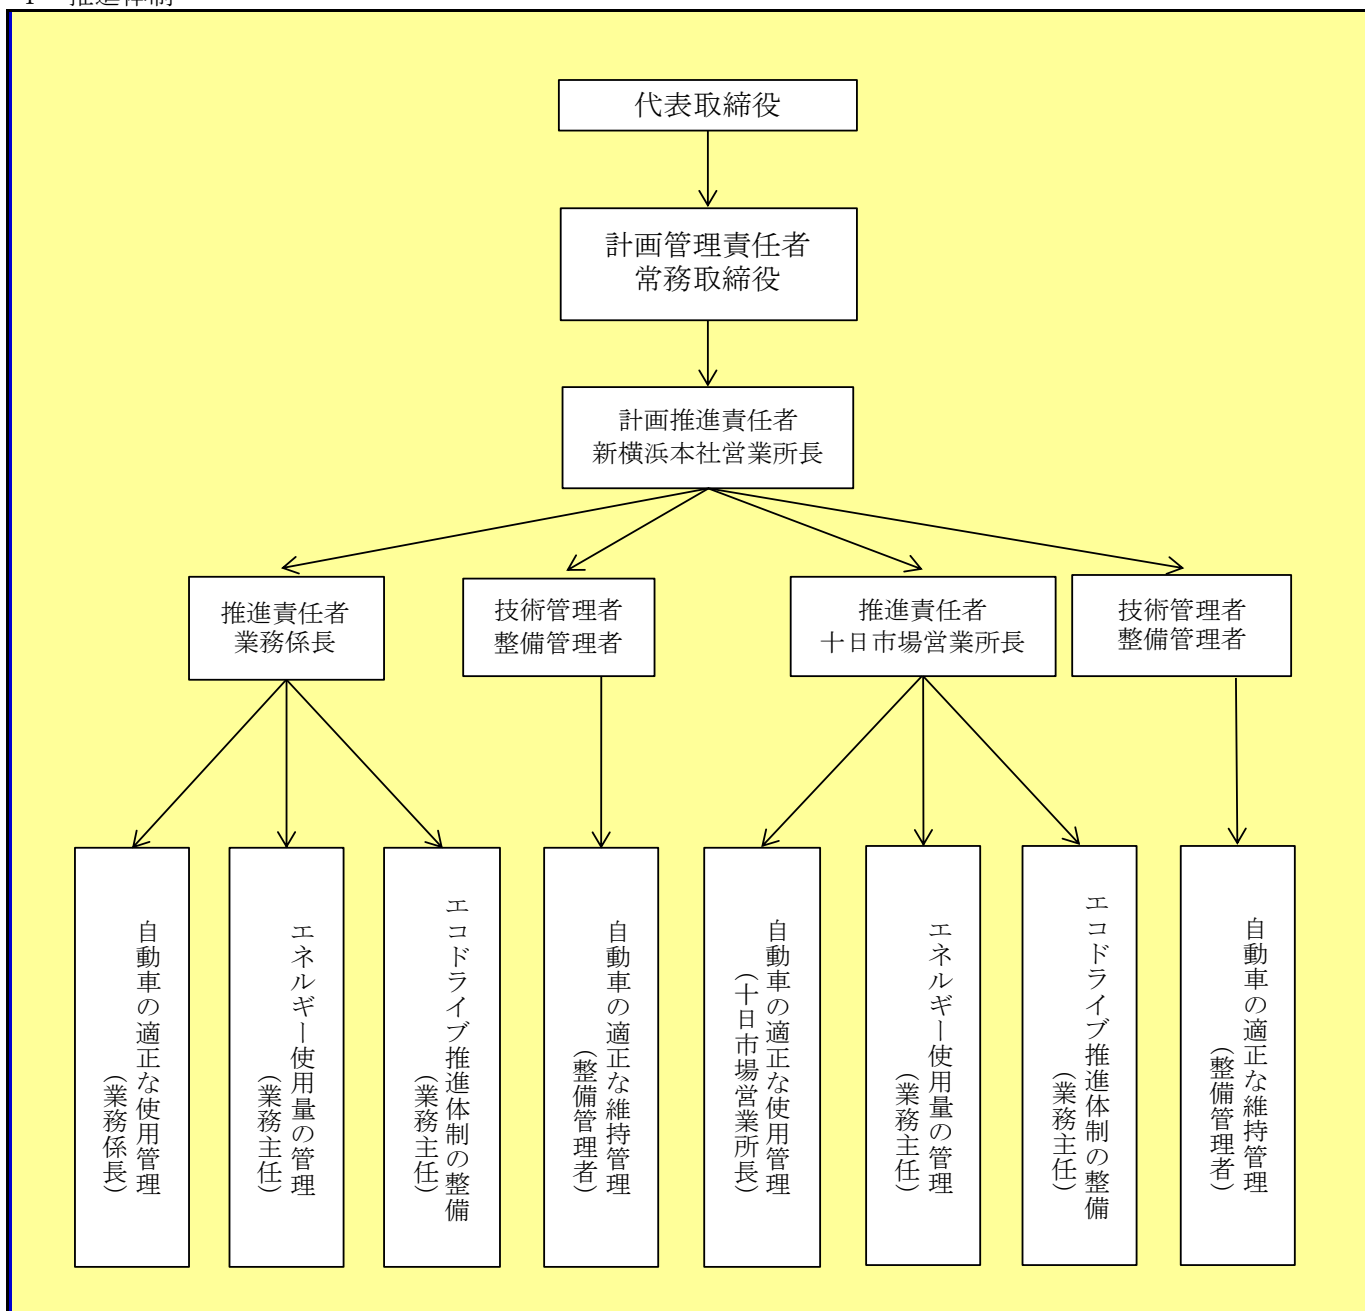 代表取締役
計画管理責任者
常務取締役
計画推進責任者
新横浜本社営業所長
推進責任者
業務係長
技術管理者
整備管理者
推進責任者
十日市場営業所長
技術管理者
整備管理者
自動車の適正な使用管理
(業務係長)
エネルギー使用量の管理
(業務主任)
エコドライブ推進体制の整備
(業務主任)
自動車の適正な維持管理
(整備管理者)
自動車の適正な使用管理
(十日市場営業所長)
エネルギー使用量の管理
(業務主任)
エコドライブ推進体制の整備
(業務主任)
自動車の適正な維持管理
(整備管理者)